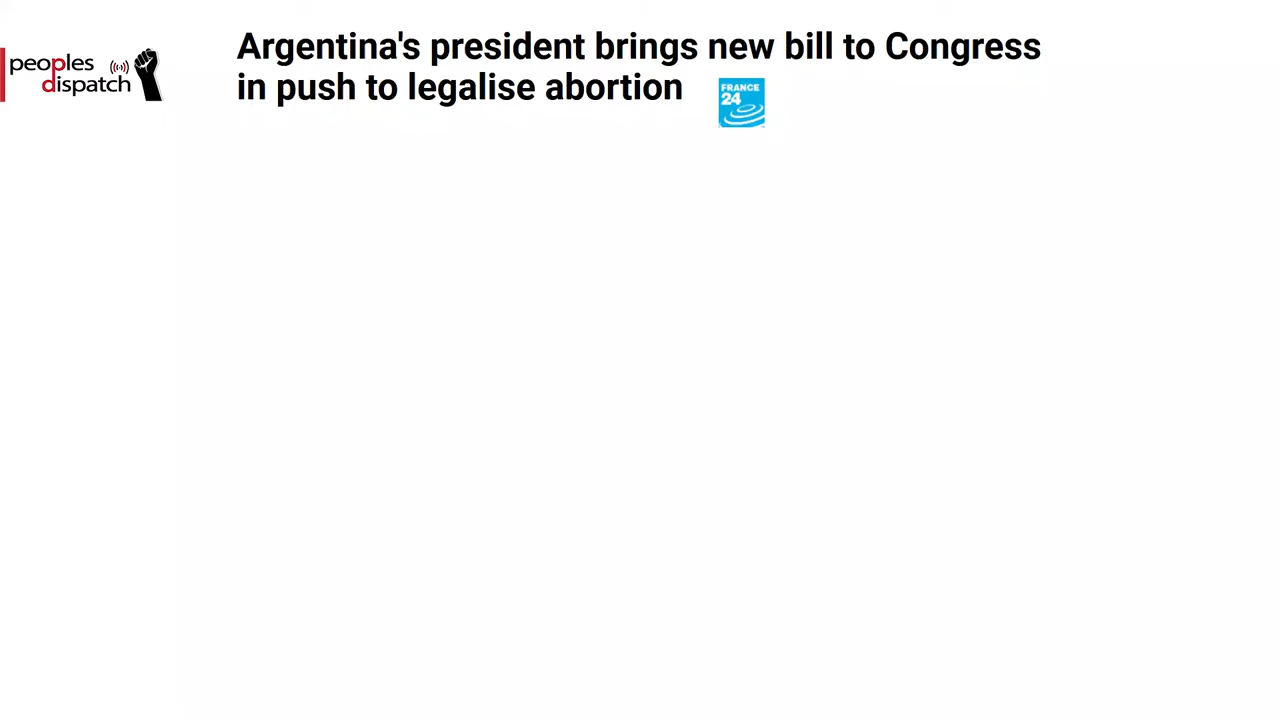 peoples
dispatch
Argentina's president brings new bill to Congress
in push to legalise abortion
FRANCE
24